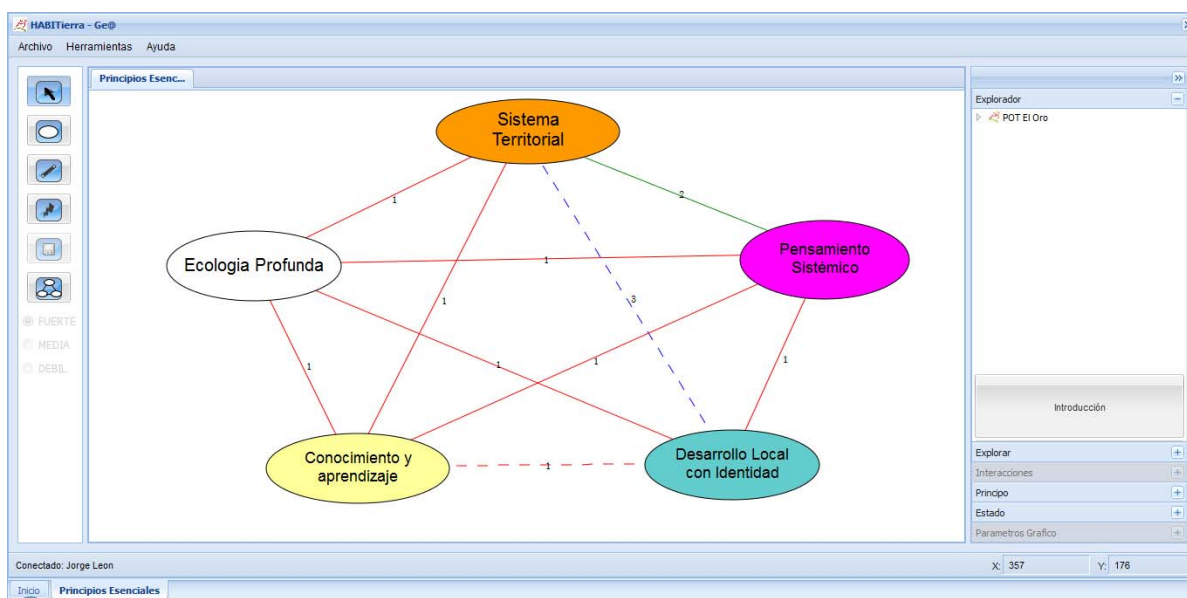 HABITierra - Ge@
Archivo Herramientas Ayuda
Principios Esenc...
Explorador
POT El Oro
Sistema
Territorial
1
2
Ecologia Profunda
1
Pensamiento
Sistémico
1
3
FUERTE
MEDIA
DEBIL.
1
1
1
1
Introducción
Conocimiento y
aprendizaje
1
Desarrollo Local
con Identidad
Explorar
Interacciones
Principo
Estado
Parametros Grafico
Conectado: Jorge Leon
X: 357 Y: 176
Inicio Principios Esenciales